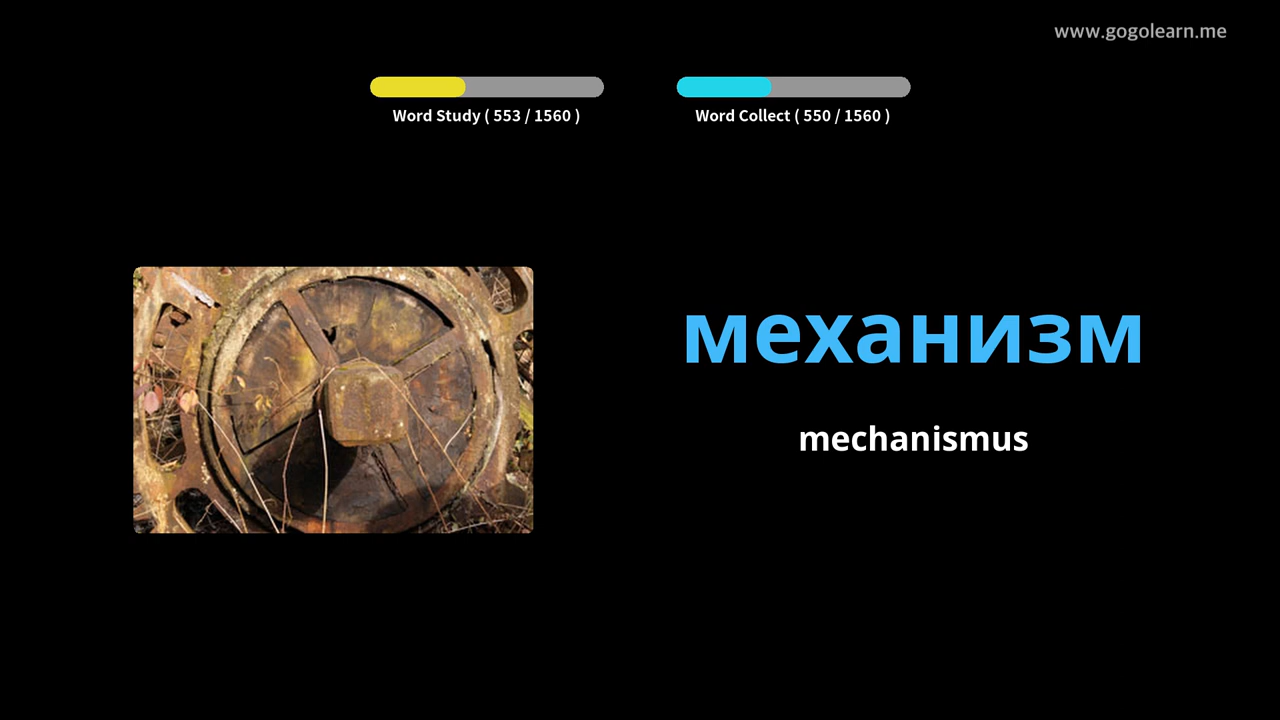 www.gogolearn.me
Word Study ( 553 / 1560 )
Word Collect ( 550 / 1560 )
механизм
mechanismus